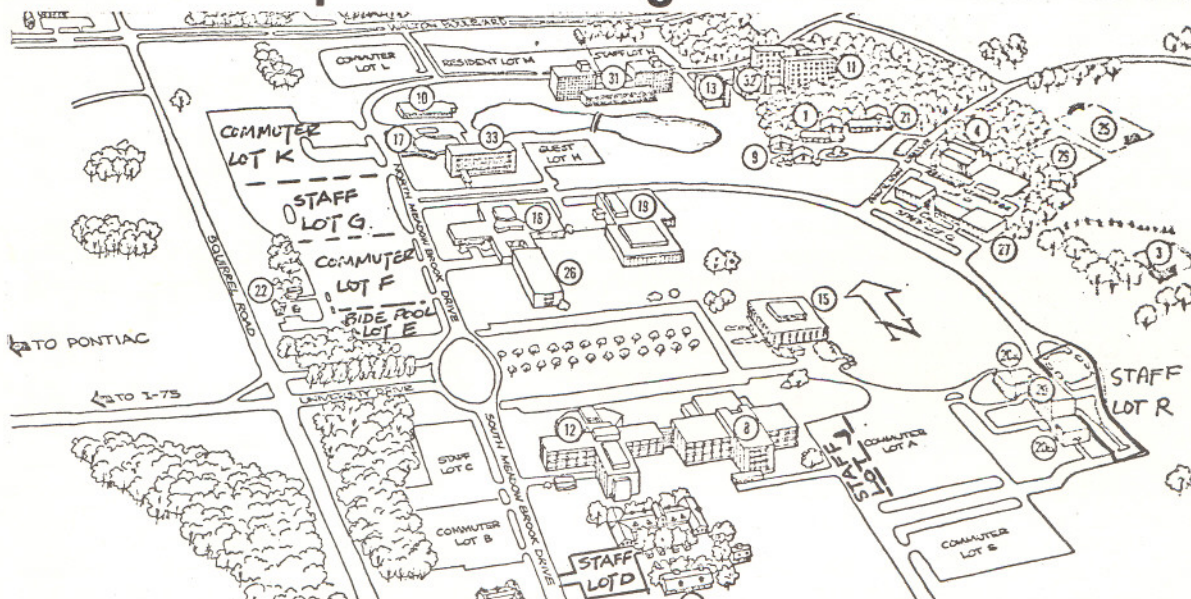 WALTON BOULEVARD
COMMUTER
LOT L
RESIDENT LOT M
STAFF LOT N
31
13
32
11
10
COMMUTER
LOT K
17
33
GUEST
LOT H
1
21
9
4
25
STAFF
LOT G
NORTH MEADOW BROOK DRIVE
18
19
27
3
SQUIRREL ROAD
COMMUTER
LOT F
22
26
15
N
RIDE POOL
LOT E
TO PONTIAC
TO I-75
UNIVERSITY DRIVE
STAFF
LOT R
SOUTH MEADOW BROOK DRIVE
12
8
STAFF
LOT C
COMMUTER
LOT A
STAFF
LOT
COMMUTER
LOT B
COMMUTER
LOT S
STAFF
LOT D